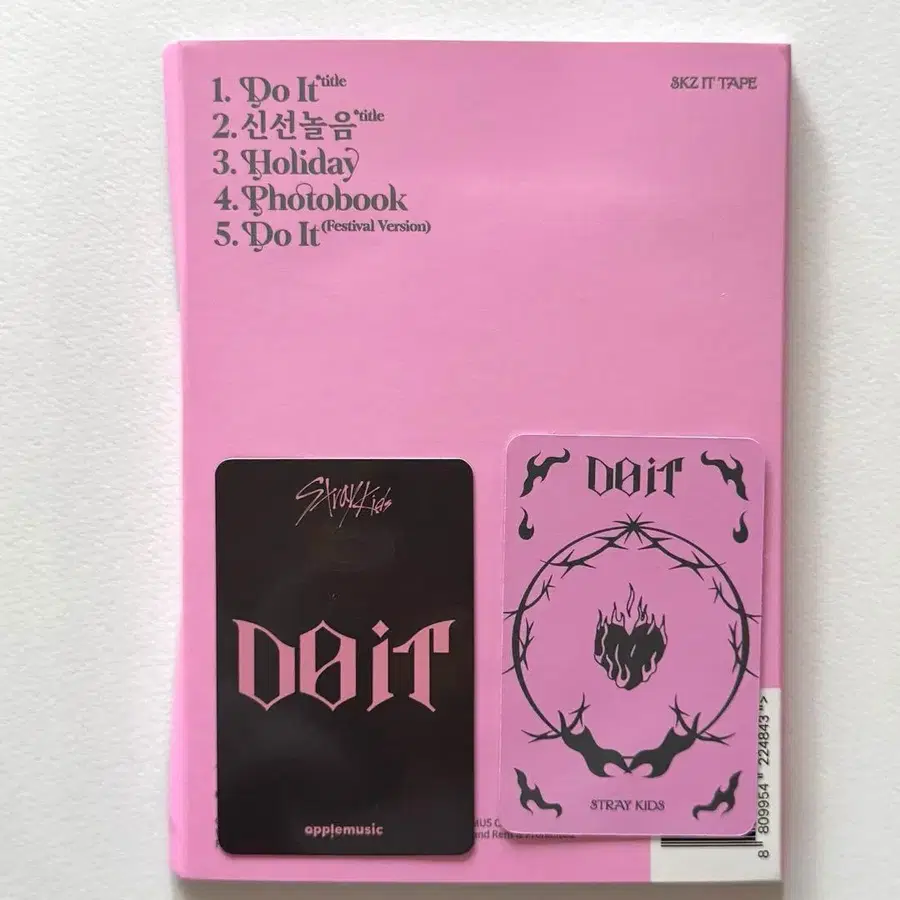 1. Do It *title
2. 신선놀음 *title
3. Holiday
4. Photobook
5. Do It (Festival Version)
SKZ IT TAPE
Stray Kids
DO iT
applemusic
DO iT
STRAY KIDS
8 809954 224843 >